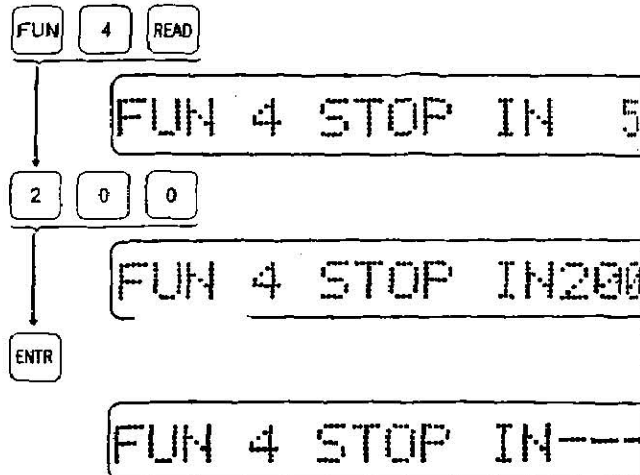 FUN 4 READ
FUN 4 STOP IN 5
2 0 0
FUN 4 STOP IN200
ENTR
FUN 4 STOP IN---